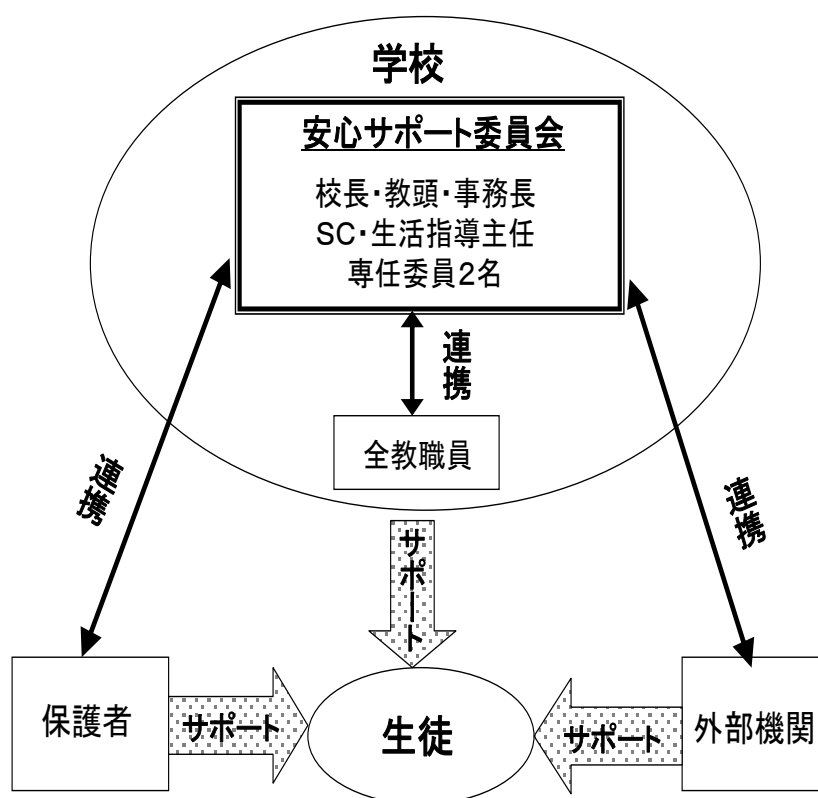 学校
安心サポート委員会
校長・教頭・事務長
SC・生活指導主任
専任委員2名
連携
全教職員
連携
連携
サポート
保護者
サポート
生徒
サポート
外部機関